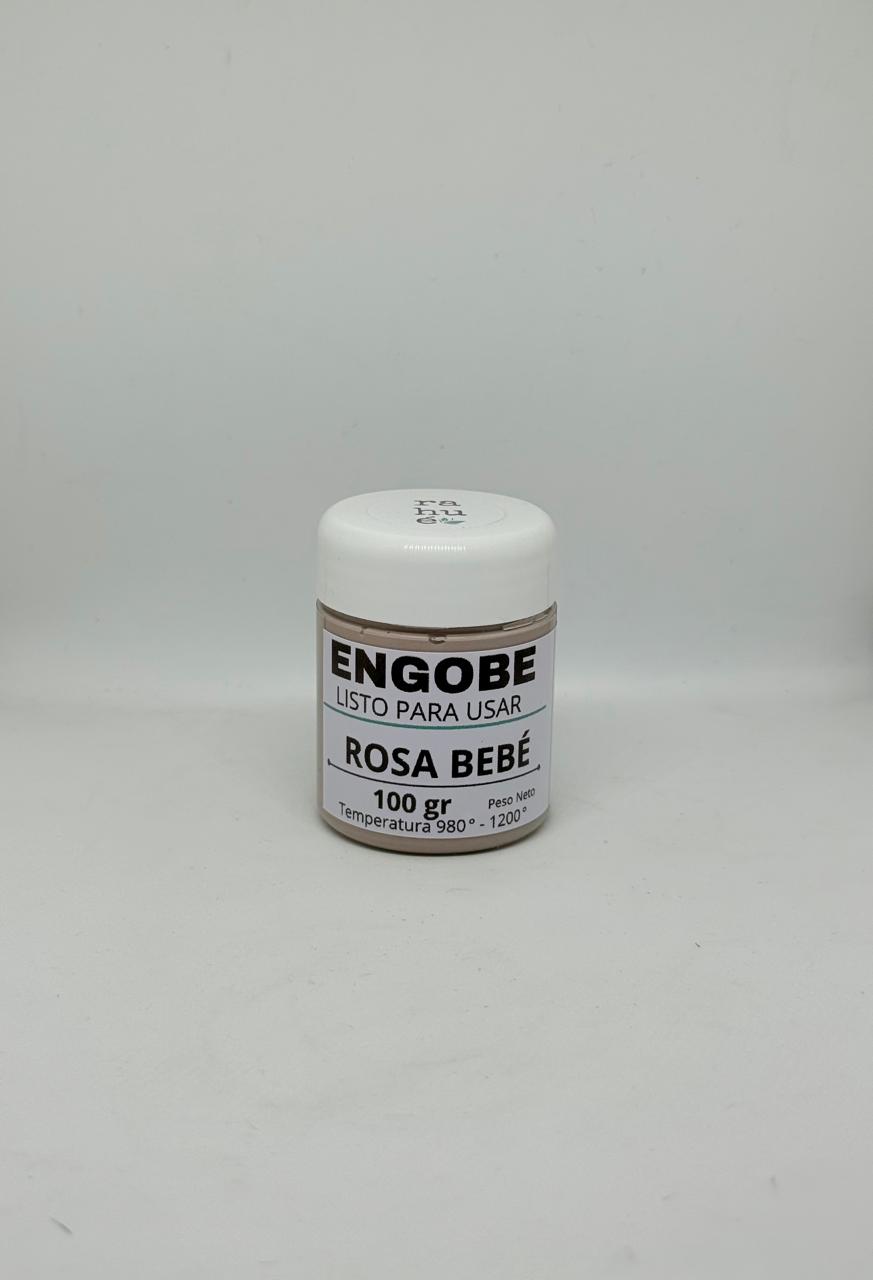 ra
hu
é
ENGOBE
LISTO PARA USAR
ROSA BEBÉ
100 gr Peso Neto
Temperatura 980° - 1200°